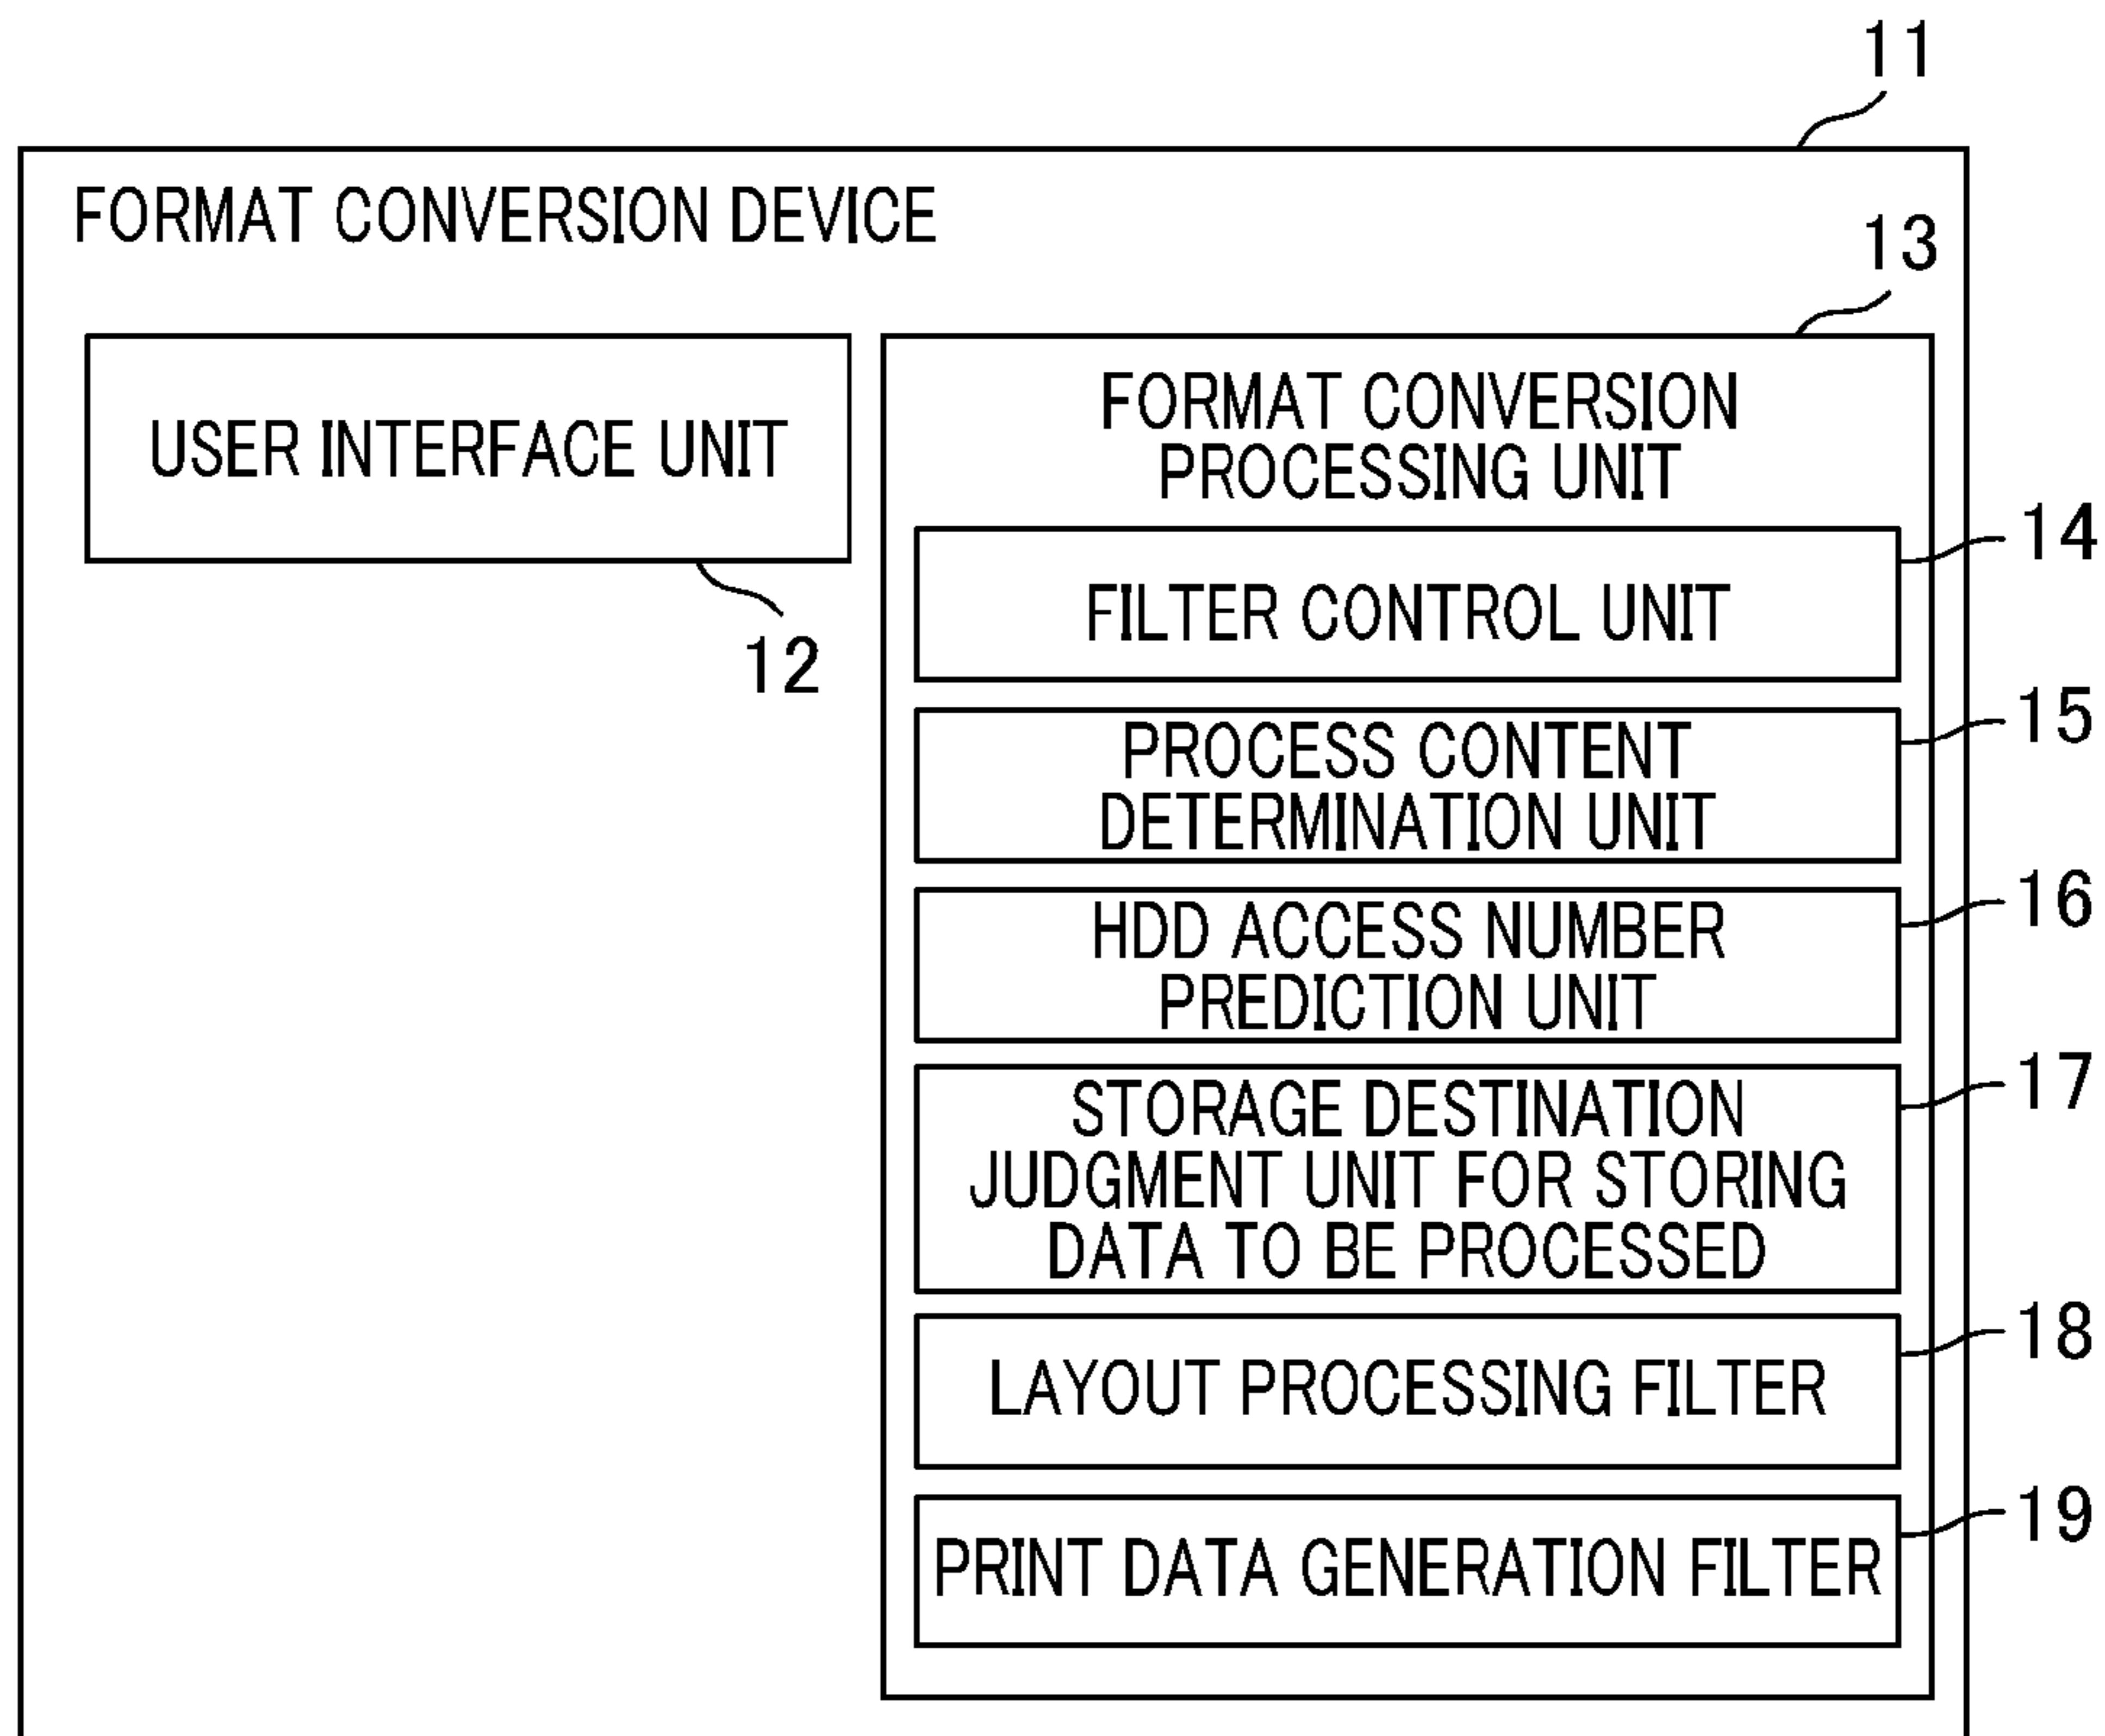 11
FORMAT CONVERSION DEVICE
13
USER INTERFACE UNIT
12
FORMAT CONVERSION
PROCESSING UNIT
14
FILTER CONTROL UNIT
15
PROCESS CONTENT
DETERMINATION UNIT
16
HDD ACCESS NUMBER
PREDICTION UNIT
17
STORAGE DESTINATION
JUDGMENT UNIT FOR STORING
DATA TO BE PROCESSED
18
LAYOUT PROCESSING FILTER
19
PRINT DATA GENERATION FILTER